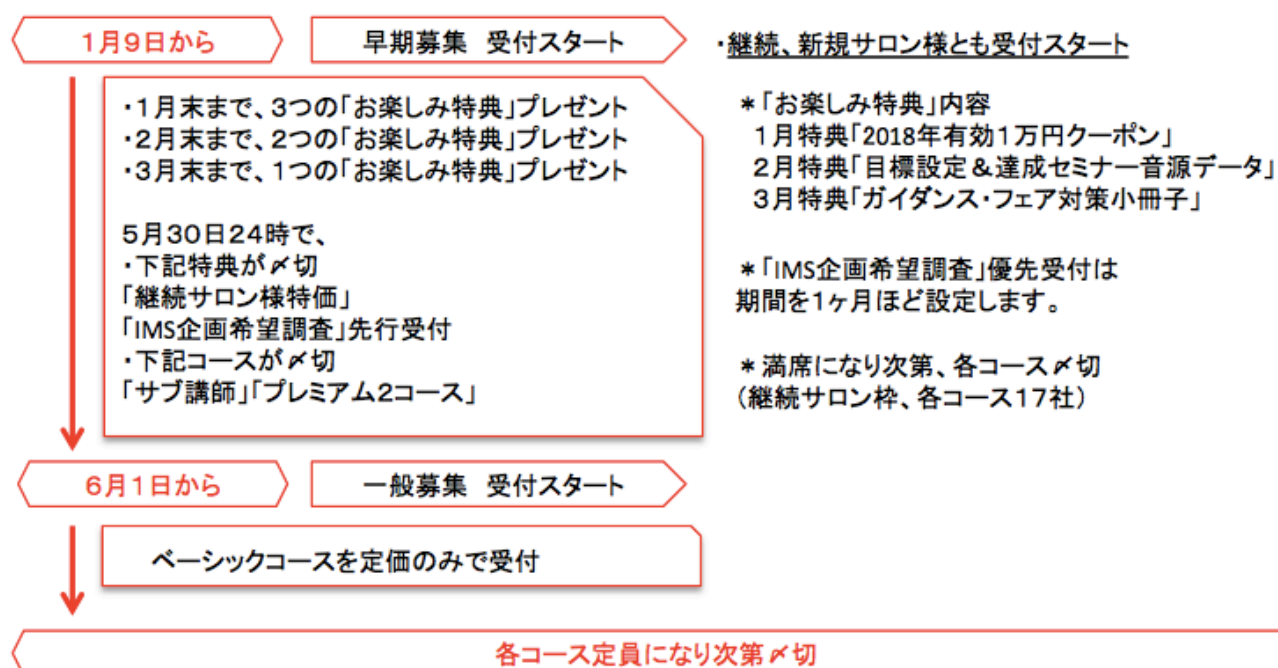 1月9日から
早期募集 受付スタート
・継続、新規サロン様とも受付スタート
・1月末まで、3つの「お楽しみ特典」プレゼント
・2月末まで、2つの「お楽しみ特典」プレゼント
・3月末まで、1つの「お楽しみ特典」プレゼント
5月30日24時で、
・下記特典が〆切
「継続サロン様特価」
「IMS企画希望調査」先行受付
・下記コースが〆切
「サブ講師」「プレミアム2コース」
*「お楽しみ特典」内容
1月特典「2018年有効1万円クーポン」
2月特典「目標設定&達成セミナー音源データ」
3月特典「ガイダンス・フェア対策小冊子」
*「IMS企画希望調査」優先受付は
期間を1ヶ月ほど設定します。
*満席になり次第、各コース〆切
(継続サロン枠、各コース17社)
6月1日から
一般募集 受付スタート
ベーシックコースを定価のみで受付
各コース定員になり次第〆切